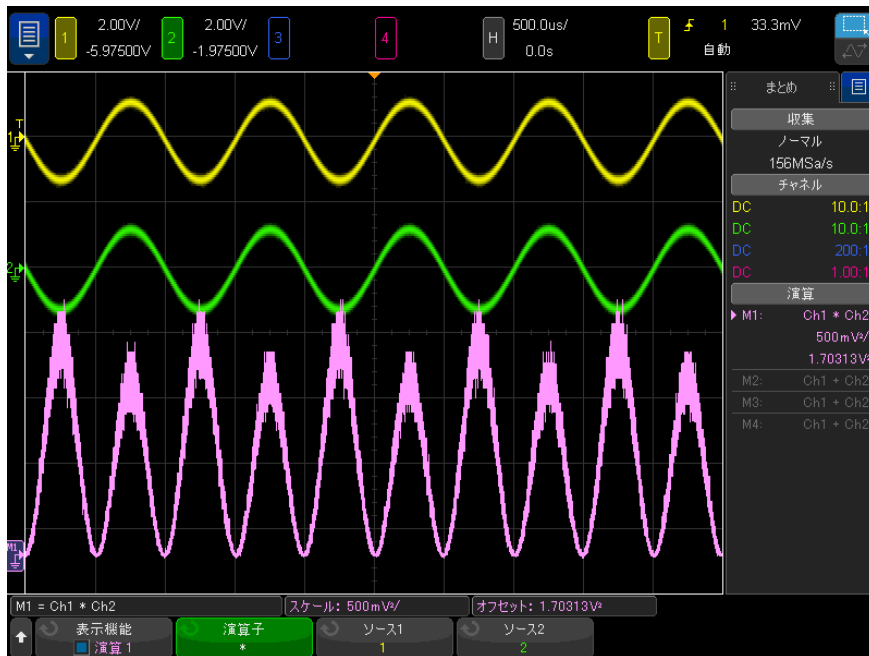 1 2.00V/ 2 2.00V/ 3 4 H 500.0us/ T 1 33.3mV
-5.97500V -1.97500V 0.0s 自動
まとめ
収集
ノーマル
156MSa/s
チャネル
DC 10.0:1
DC 10.0:1
DC 200:1
DC 1.00:1
演算
M1: Ch1 * Ch2
500mV²/
1.70313V²
M2: Ch1 + Ch2
M3: Ch1 + Ch2
M4: Ch1 + Ch2
T
1
2
M1
M1 = Ch1 * Ch2 スケール: 500mV²/ オフセット: 1.70313V²
表示機能 演算子 ソース1 ソース2
演算 1 * 1 2